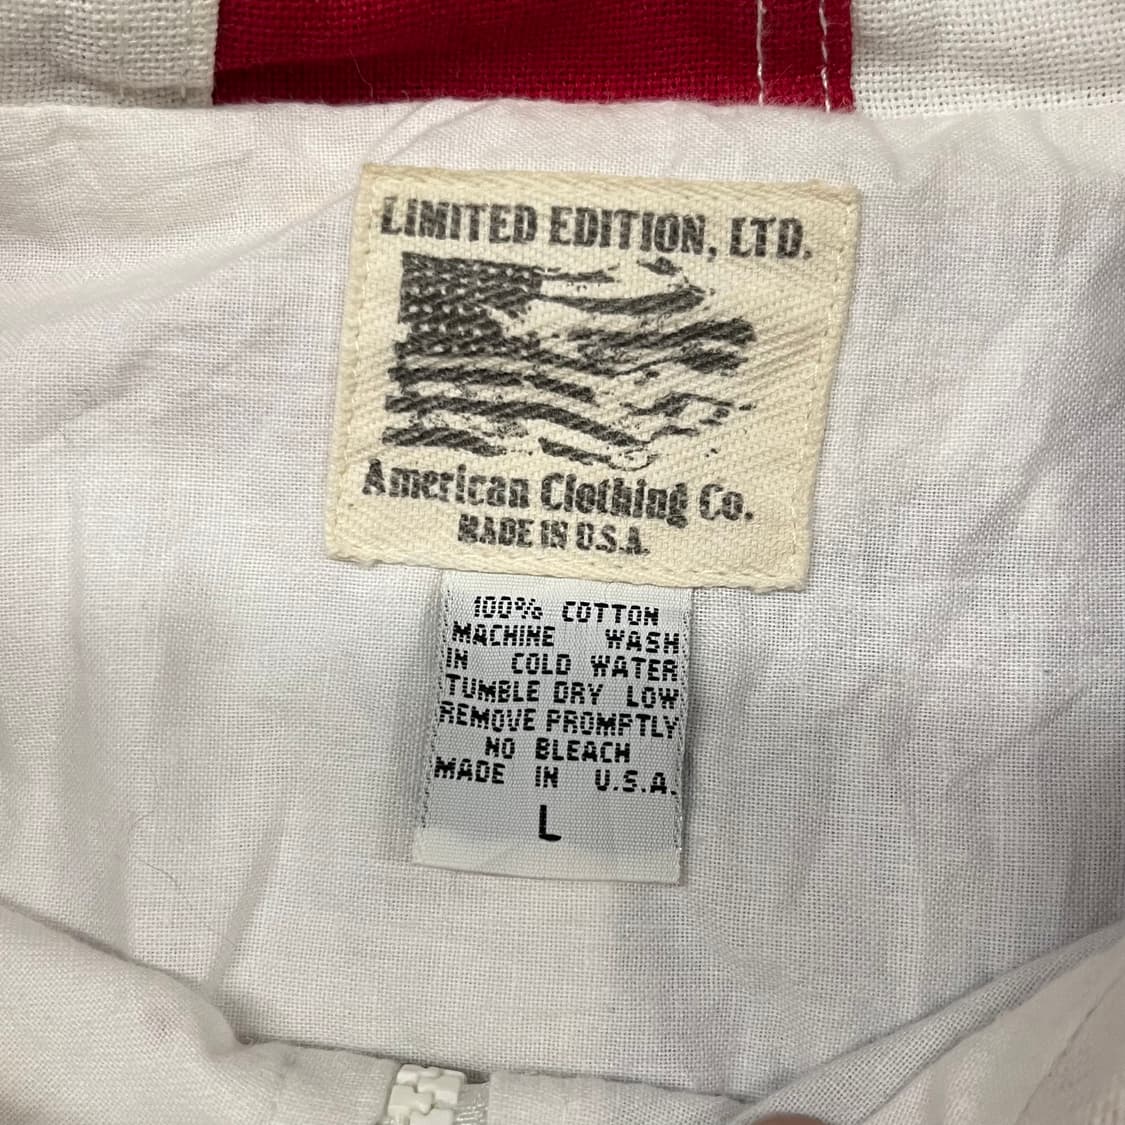 LIMITED EDITION, LTD.
American Clothing Co.
MADE IN U.S.A.
100% COTTON
MACHINE WASH
IN COLD WATER
TUMBLE DRY LOW
REMOVE PROMPTLY
NO BLEACH
MADE IN U.S.A.
L